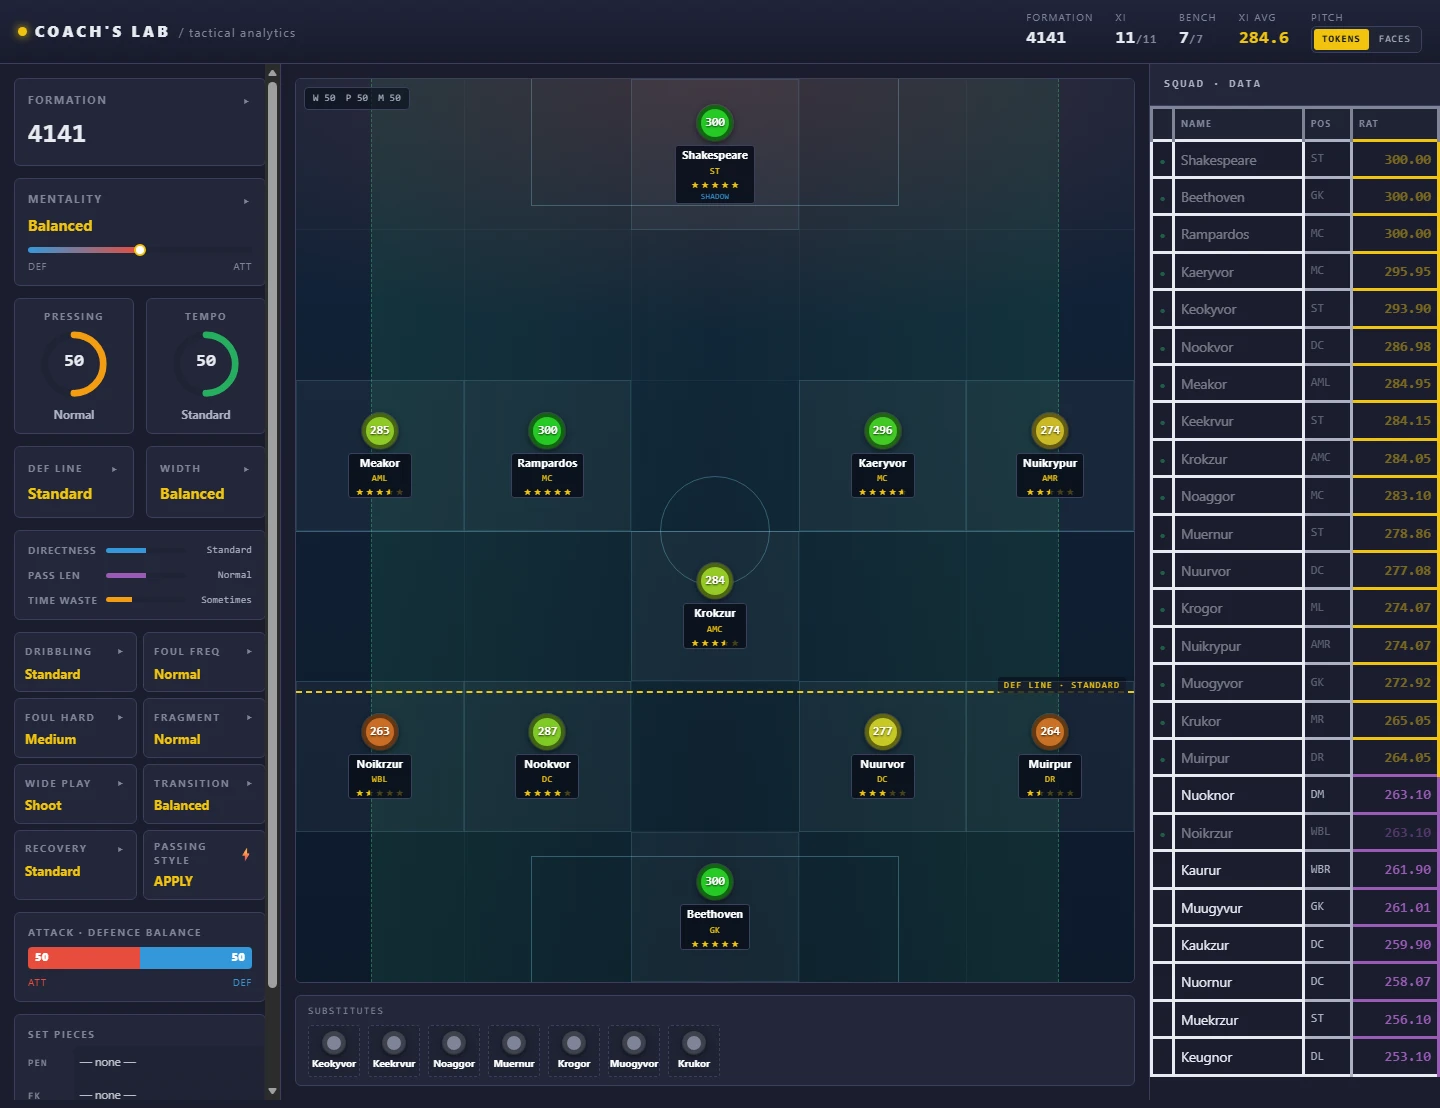 COACH'S LAB / tactical analytics
FORMATION
4141
XI
11/11
BENCH
7/7
XI AVG
284.6
PITCH
TOKENS FACES
FORMATION
4141
MENTALITY
Balanced
DEF ATT
PRESSING
50
Normal
TEMPO
50
Standard
DEF LINE
Standard
WIDTH
Balanced
DIRECTNESS Standard
PASS LEN Normal
TIME WASTE Sometimes
DRIBBLING
Standard
FOUL FREQ
Normal
FOUL HARD
Medium
FRAGMENT
Normal
WIDE PLAY
Shoot
TRANSITION
Balanced
RECOVERY
Standard
PASSING
STYLE
APPLY
ATTACK · DEFENCE BALANCE
50 50
ATT DEF
SET PIECES
PEN — none —
FK — none —
W 50 P 50 M 50
300
Shakespeare
ST
SHADOW
285
Meakor
AML
300
Rampardos
MC
296
Kaeryvor
MC
274
Nuikrypur
AMR
284
Krokzur
AMC
DEF LINE · STANDARD
263
Noikrzur
WBL
287
Nookvor
DC
277
Nuurvor
DC
264
Muirpur
DR
300
Beethoven
GK
SUBSTITUTES
Keokyvor
Keekrvur
Noaggor
Muernur
Krogor
Muogyvor
Krukor
SQUAD · DATA
NAME POS RAT
Shakespeare ST 300.00
Beethoven GK 300.00
Rampardos MC 300.00
Kaeryvor MC 295.95
Keokyvor ST 293.90
Nookvor DC 286.98
Meakor AML 284.95
Keekrvur ST 284.15
Krokzur AMC 284.05
Noaggor MC 283.10
Muernur ST 278.86
Nuurvor DC 277.08
Krogor ML 274.07
Nuikrypur AMR 274.07
Muogyvor GK 272.92
Krukor MR 265.05
Muirpur DR 264.05
Nuoknor DM 263.10
Noikrzur WBL 263.10
Kaurur WBR 261.90
Muugyvur GK 261.01
Kaukzur DC 259.90
Nuornur DC 258.07
Muekrzur ST 256.10
Keugnor DL 253.10